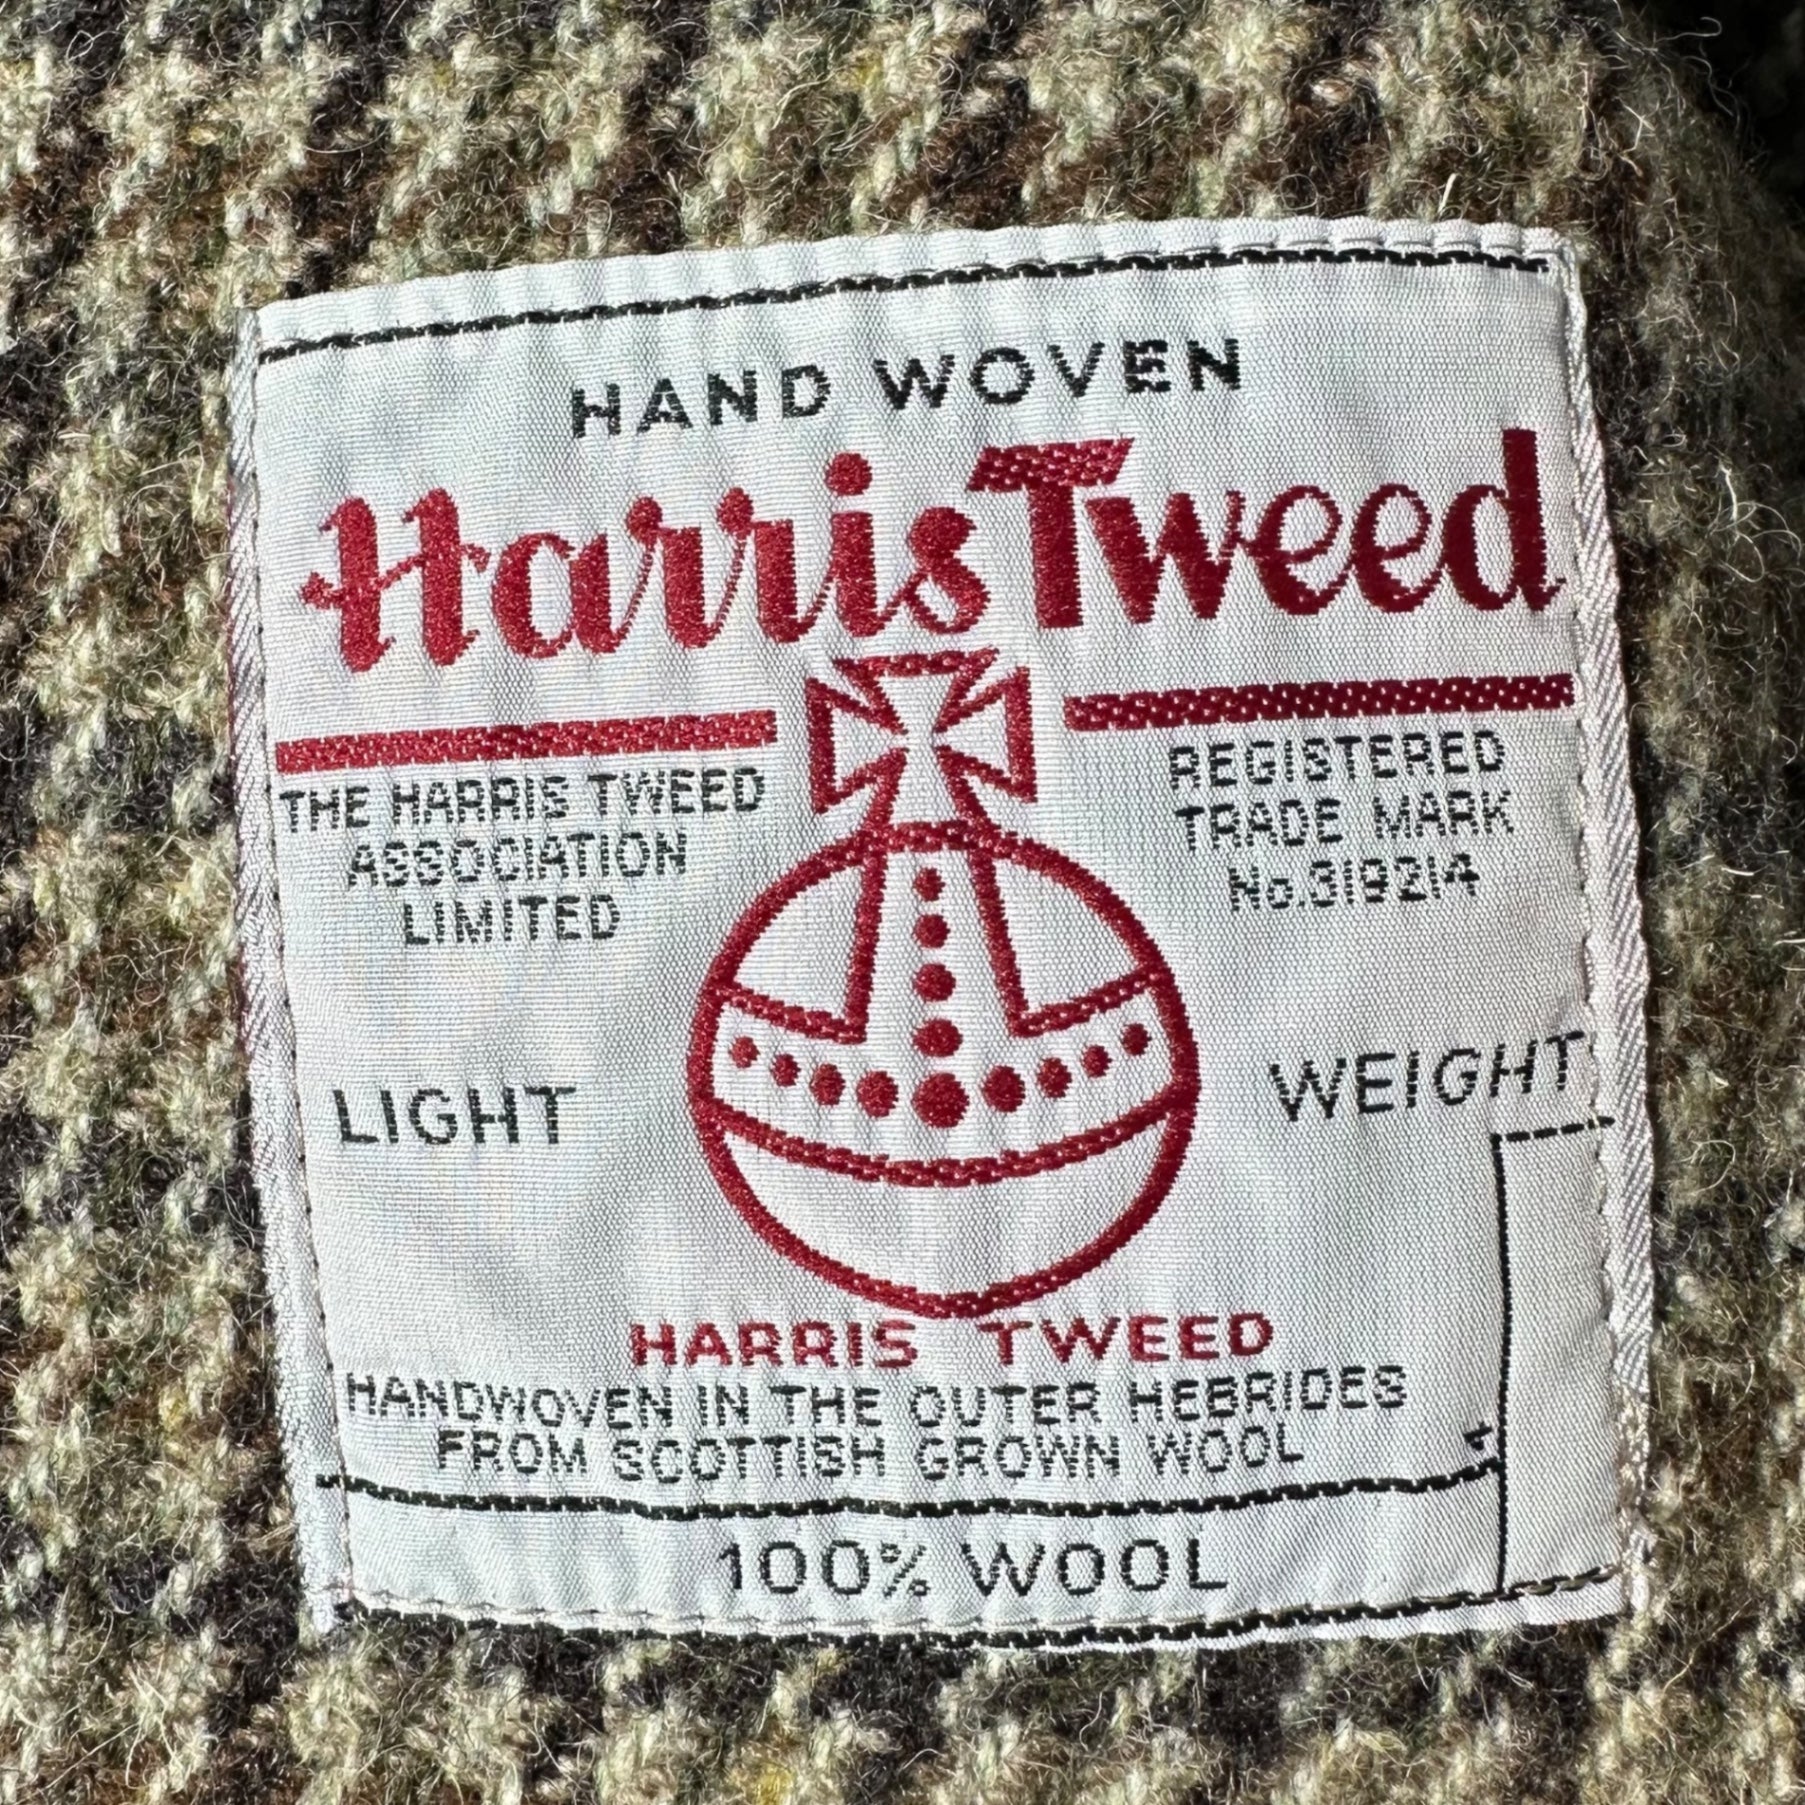 HAND WOVEN
Harris Tweed
THE HARRIS TWEED
ASSOCIATION
LIMITED
REGISTERED
TRADE MARK
No.319214
LIGHT WEIGHT
HARRIS TWEED
HANDWOVEN IN THE OUTER HEBRIDES
FROM SCOTTISH GROWN WOOL
100% WOOL